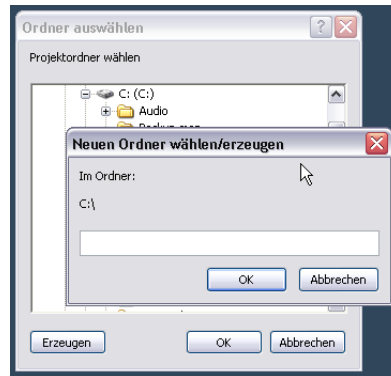 Ordner auswählen
Projektordner wählen
C: (C:)
Audio
Neuen Ordner wählen/erzeugen
Im Ordner:
C:\
OK
Abbrechen
Erzeugen
OK
Abbrechen